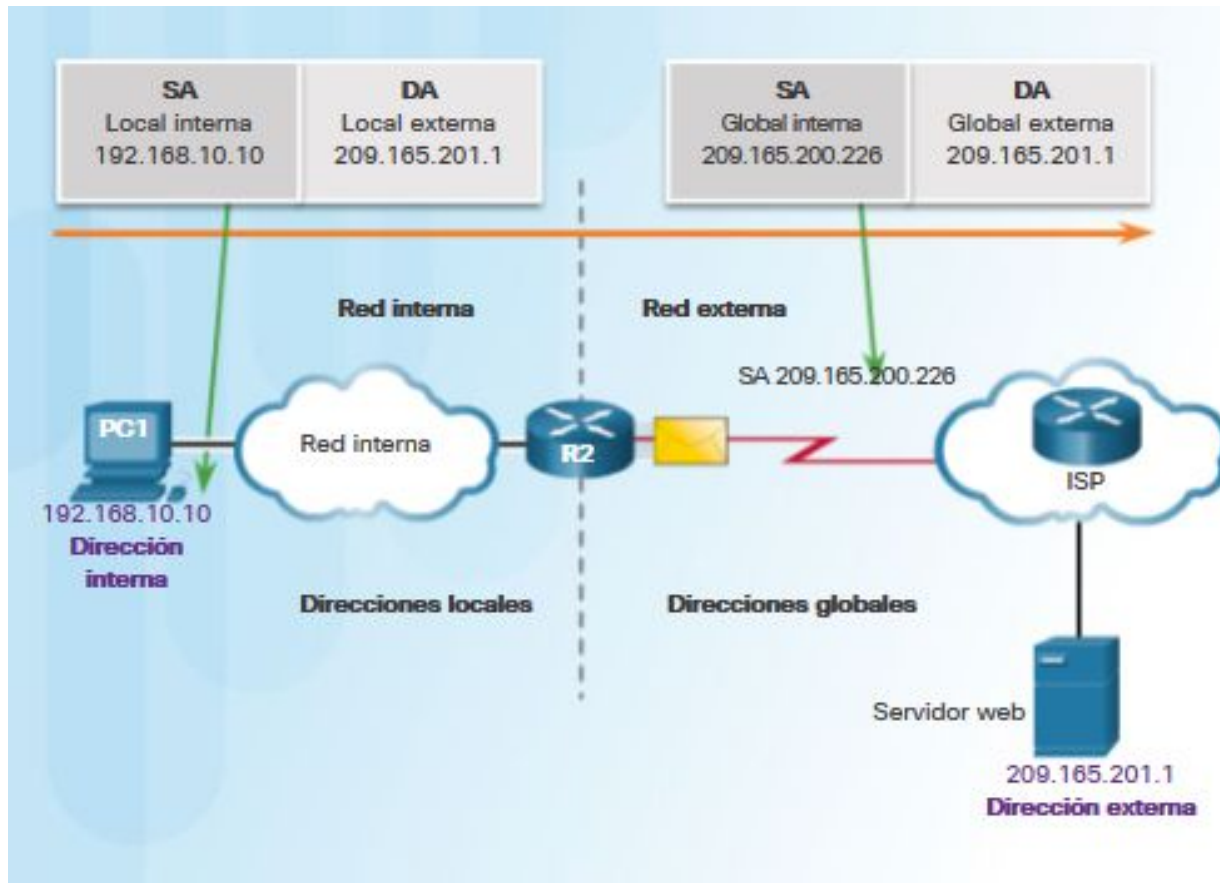 SA
Local interna
192.168.10.10
DA
Local externa
209.165.201.1
SA
Global interna
209.165.200.226
DA
Global externa
209.165.201.1
Red interna
Red externa
SA 209.165.200.226
PC1
Red interna
R2
ISP
192.168.10.10
Dirección
interna
Direcciones locales
Direcciones globales
Servidor web
209.165.201.1
Dirección externa